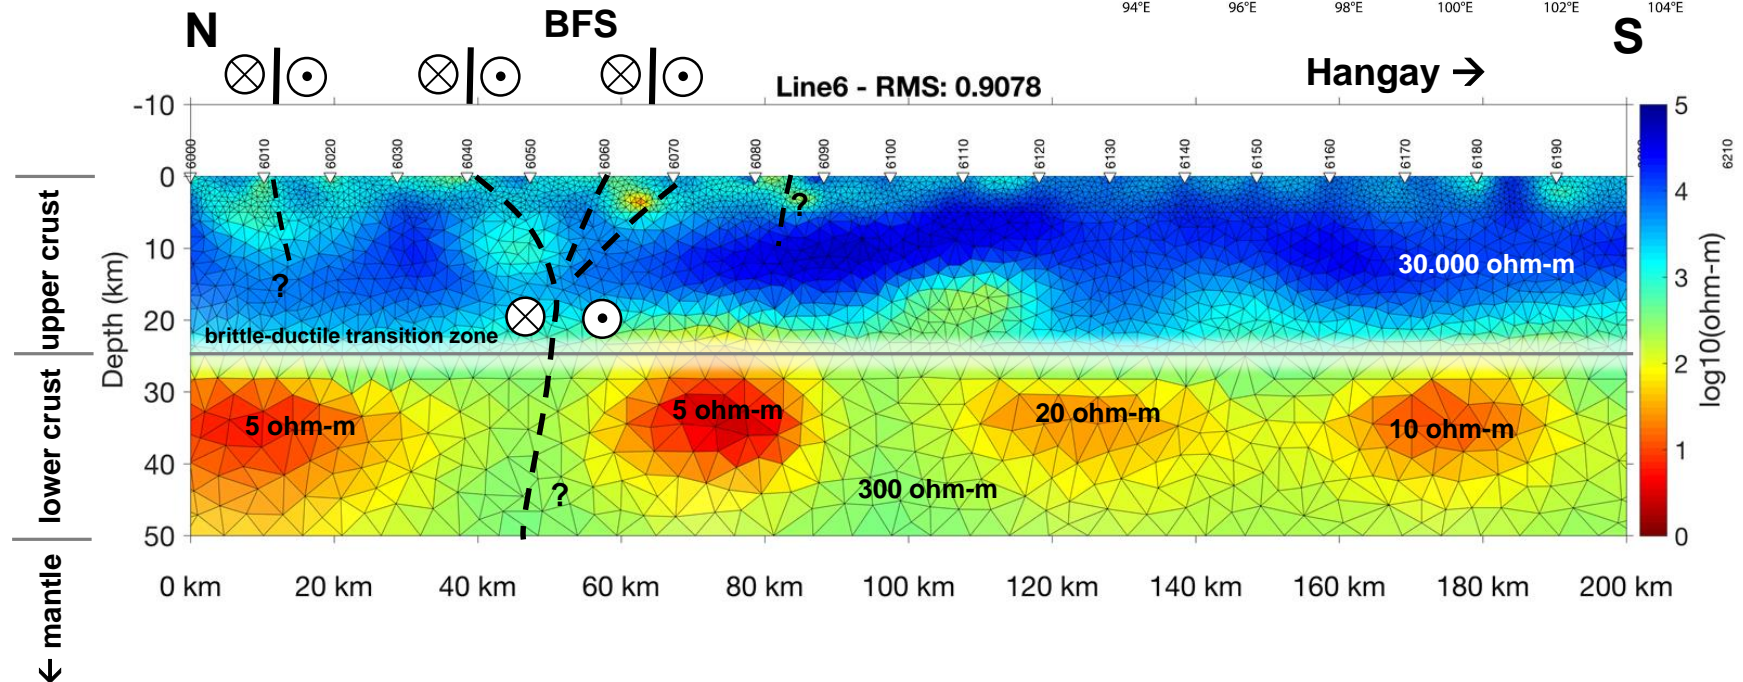 94°E 96°E 98°E 100°E 102°E 104°E
N BFS S
Line6 - RMS: 0.9078
Hangay →
-10
0
10
20
30
40
50
Depth (km)
upper crust
lower crust
← mantle
6000 6010 6020 6030 6040 6050 6060 6070 6080 6090 6100 6110 6120 6130 6140 6150 6160 6170 6180 6190 6210
?
?
30.000 ohm-m
brittle-ductile transition zone
5 ohm-m
5 ohm-m
20 ohm-m
10 ohm-m
300 ohm-m
?
0 km 20 km 40 km 60 km 80 km 100 km 120 km 140 km 160 km 180 km 200 km
5
4
3
2
1
0
log10(ohm-m)